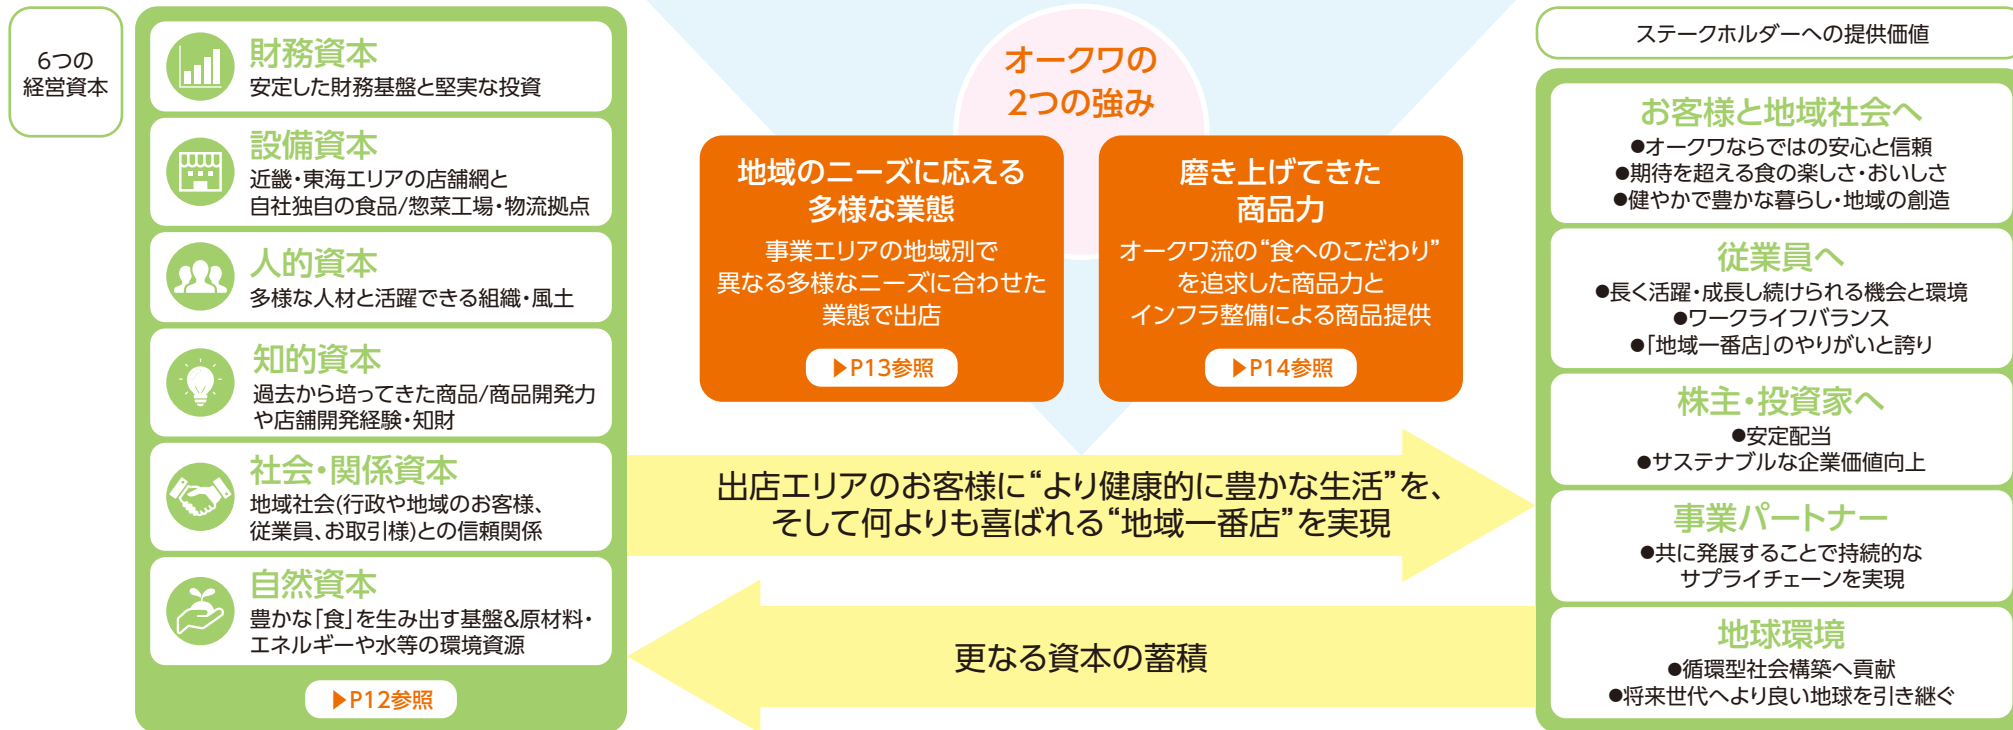 6つの
経営資本
財務資本
安定した財務基盤と堅実な投資
設備資本
近畿・東海エリアの店舗網と
自社独自の食品/惣菜工場・物流拠点
人的資本
多様な人材と活躍できる組織・風土
知的資本
過去から培ってきた商品/商品開発力
や店舗開発経験・知財
社会・関係資本
地域社会(行政や地域のお客様、
従業員、お取引様)との信頼関係
自然資本
豊かな「食」を生み出す基盤&原材料・
エネルギーや水等の環境資源
▶P12参照
オークワの
2つの強み
地域のニーズに応える
多様な業態
事業エリアの地域別で
異なる多様なニーズに合わせた
業態で出店
▶P13参照
磨き上げてきた
商品力
オークワ流の“食へのこだわり”
を追求した商品力と
インフラ整備による商品提供
▶P14参照
出店エリアのお客様に“より健康的に豊かな生活”を、
そして何よりも喜ばれる“地域一番店”を実現
更なる資本の蓄積
ステークホルダーへの提供価値
お客様と地域社会へ
●オークワならではの安心と信頼
●期待を超える食の楽しさ・おいしさ
●健やかで豊かな暮らし・地域の創造
従業員へ
●長く活躍・成長し続けられる機会と環境
●ワークライフバランス
●「地域一番店」のやりがいと誇り
株主・投資家へ
●安定配当
●サステナブルな企業価値向上
事業パートナー
●共に発展することで持続的な
サプライチェーンを実現
地球環境
●循環型社会構築へ貢献
●将来世代へより良い地球を引き継ぐ